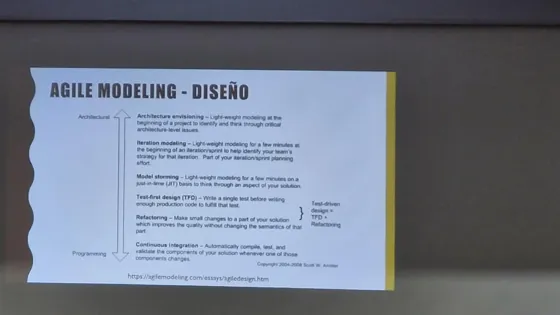 AGILE MODELING - DISEÑO
Architectural
Architecture envisioning – Light-weight modeling at the
beginning of a project to identify and think through critical
architecture-level issues.
Iteration modeling – Light-weight modeling for a few minutes at
the beginning of an iteration/sprint to help identify your team's
strategy for that iteration. Part of your iteration/sprint planning
effort.
Model storming – Light-weight modeling for a few minutes on a
just-in-time (JIT) basis to think through an aspect of your solution.
Test-first design (TFD) – Write a single test before writing
enough production code to fulfill that test.
Refactoring – Make small changes to a part of your solution
which improves the quality without changing the semantics of that
part.
Test-driven
design =
TFD +
Refactoring
Continuous integration – Automatically compile, test, and
validate the components of your solution whenever one of those
components changes.
Programming
Copyright 2004-2008 Scott W. Ambler
https://agilemodeling.com/essays/agiledesign.htm